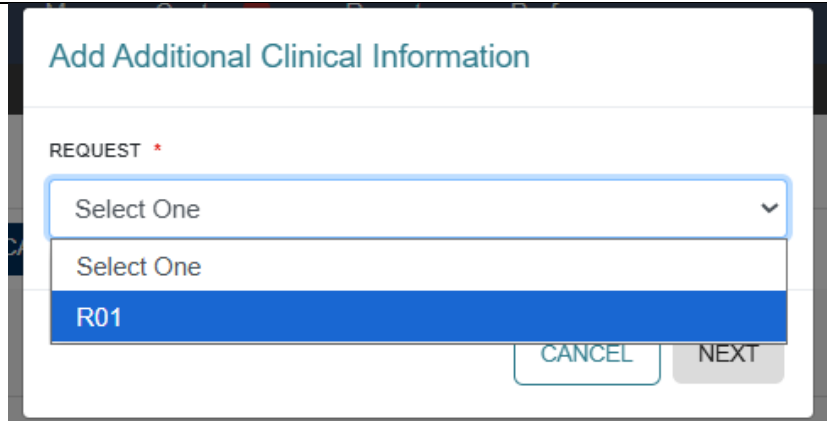 Add Additional Clinical Information
REQUEST *
Select One
Select One
R01
CANCEL NEXT